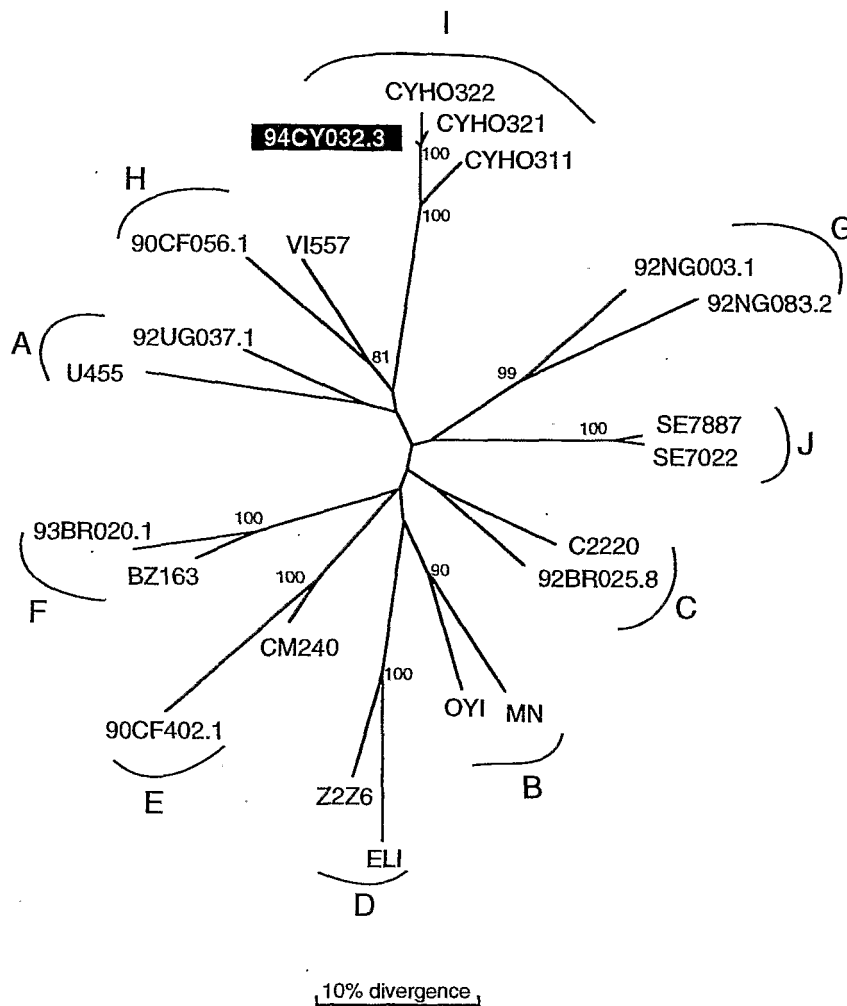 I
CYHO322
CYHO321
94CY032.3
100
CYHO311
H
100
G
90CF056.1
VI557
92NG003.1
92NG083.2
A
92UG037.1
81
U455
99
SE7887
100
J
SE7022
93BR020.1
100
C2220
BZ163
92BR025.8
F
100
90
C
CM240
100
OYI
MN
90CF402.1
B
E
Z2Z6
ELI
D
10% divergence